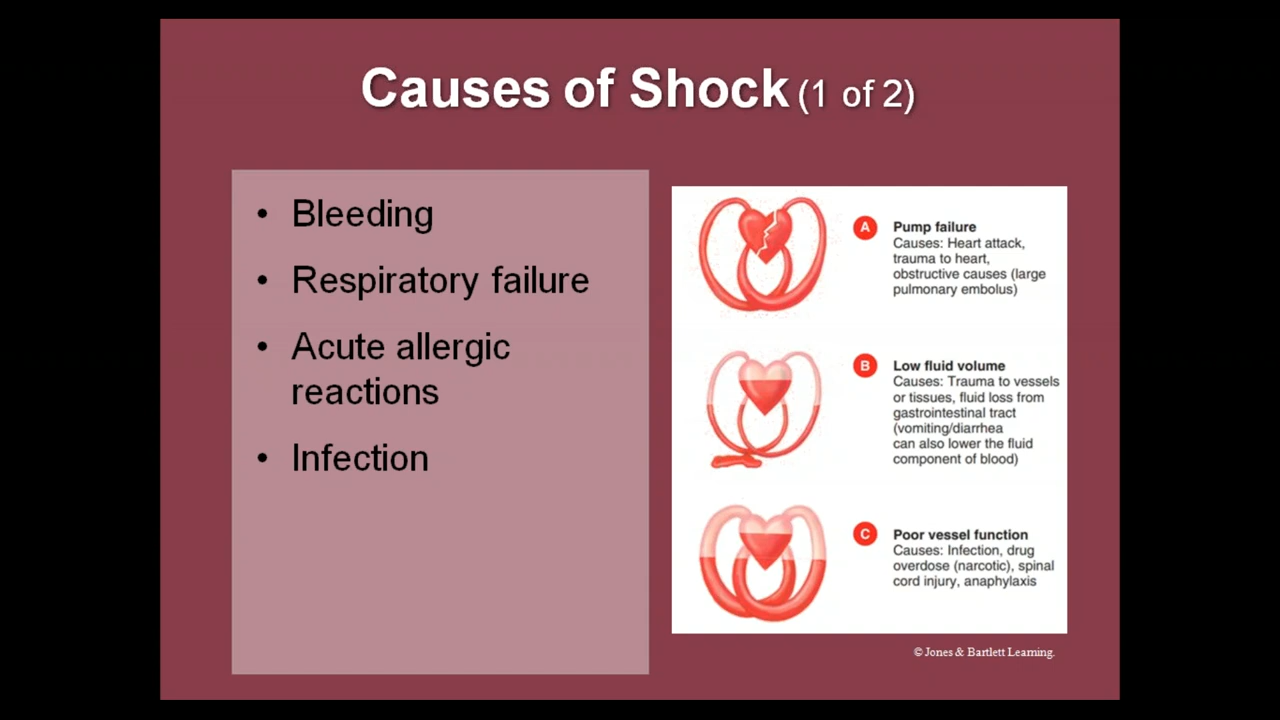 Causes of Shock (1 of 2)
• Bleeding
• Respiratory failure
• Acute allergic
reactions
• Infection
A Pump failure
Causes: Heart attack,
trauma to heart,
obstructive causes (large
pulmonary embolus)
B Low fluid volume
Causes: Trauma to vessels
or tissues, fluid loss from
gastrointestinal tract
(vomiting/diarrhea
can also lower the fluid
component of blood)
C Poor vessel function
Causes: Infection, drug
overdose (narcotic), spinal
cord injury, anaphylaxis
© Jones & Bartlett Learning.